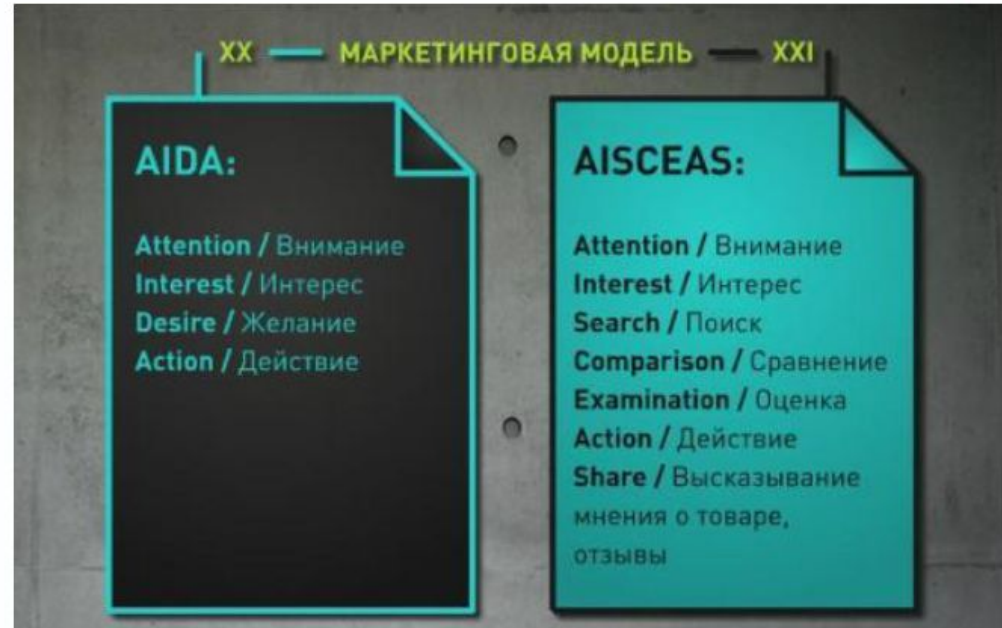 XX — МАРКЕТИНГОВАЯ МОДЕЛЬ — XXI
AIDA:
Attention / Внимание
Interest / Интерес
Desire / Желание
Action / Действие
AISCEAS:
Attention / Внимание
Interest / Интерес
Search / Поиск
Comparison / Сравнение
Examination / Оценка
Action / Действие
Share / Высказывание
мнения о товаре,
отзывы